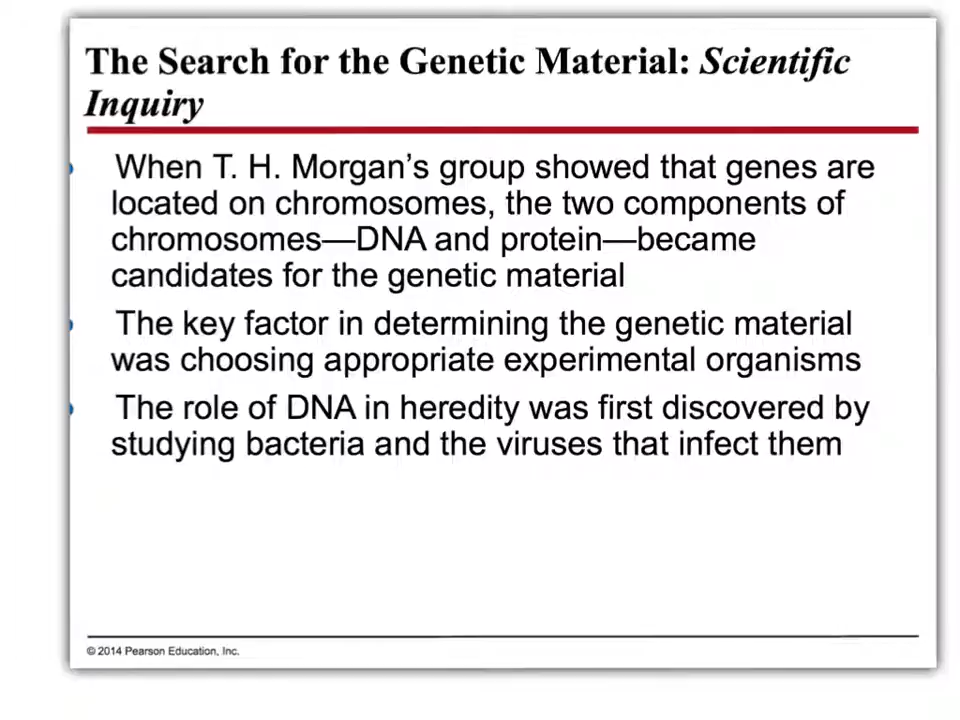 The Search for the Genetic Material: Scientific
Inquiry
When T. H. Morgan’s group showed that genes are
located on chromosomes, the two components of
chromosomes—DNA and protein—became
candidates for the genetic material
The key factor in determining the genetic material
was choosing appropriate experimental organisms
The role of DNA in heredity was first discovered by
studying bacteria and the viruses that infect them
© 2014 Pearson Education, Inc.